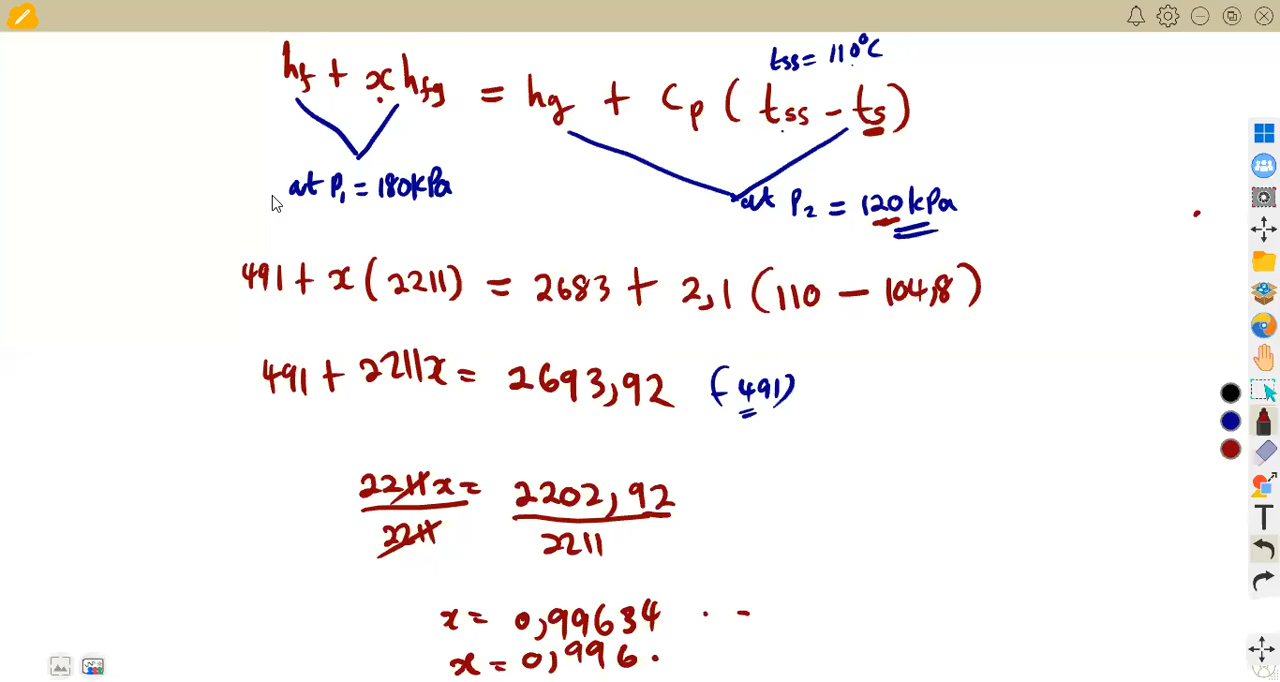 tss = 110°C
hf + x hfg = hg + Cp ( tss - ts )
at P₁ = 180kPa
at P₂ = 120kPa
491 + x ( 2211 ) = 2683 + 2,1 ( 110 - 104,8 )
491 + 2211x = 2693,92 (-491)
2211x = 2202,92
2211 2211
x = 0,99634 . -
x = 0,996 .
T